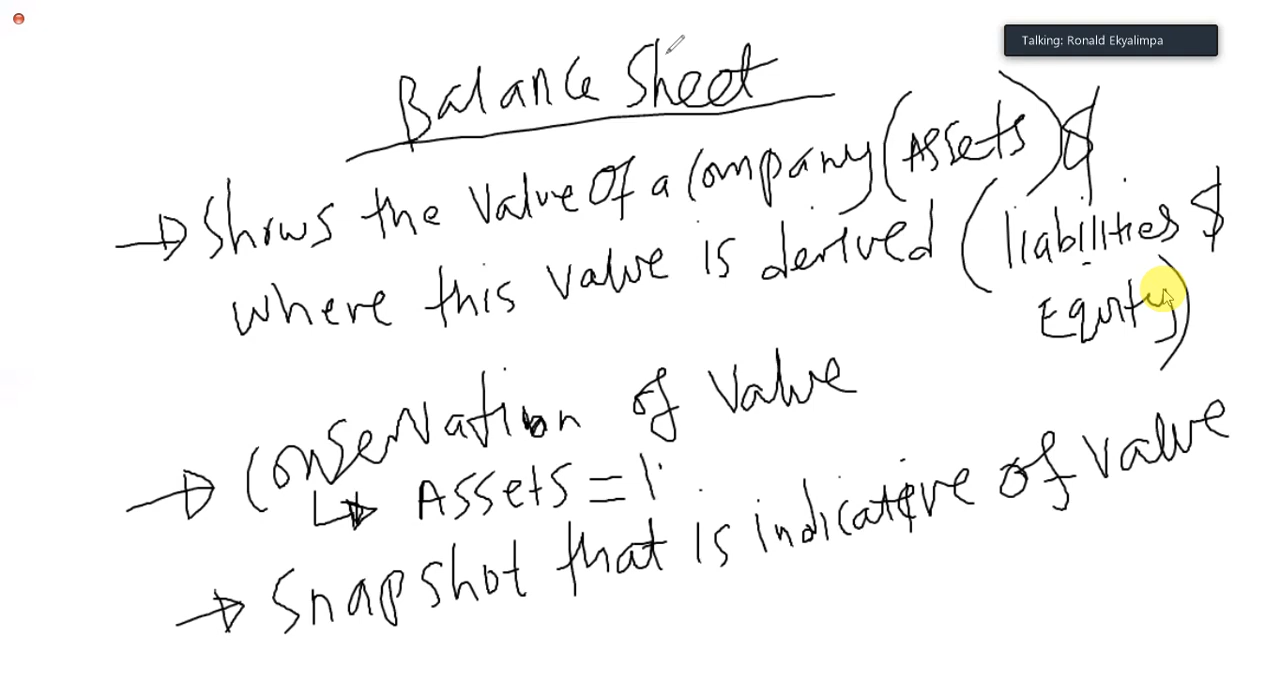 Talking: Ronald Ekyalimpa
Balance Sheet
→ Shows the value of a company (Assets) &
where this value is derived (liabilities &
Equity)
→ Conservation of value
↳ Assets = l
→ Snapshot that is indicative of value